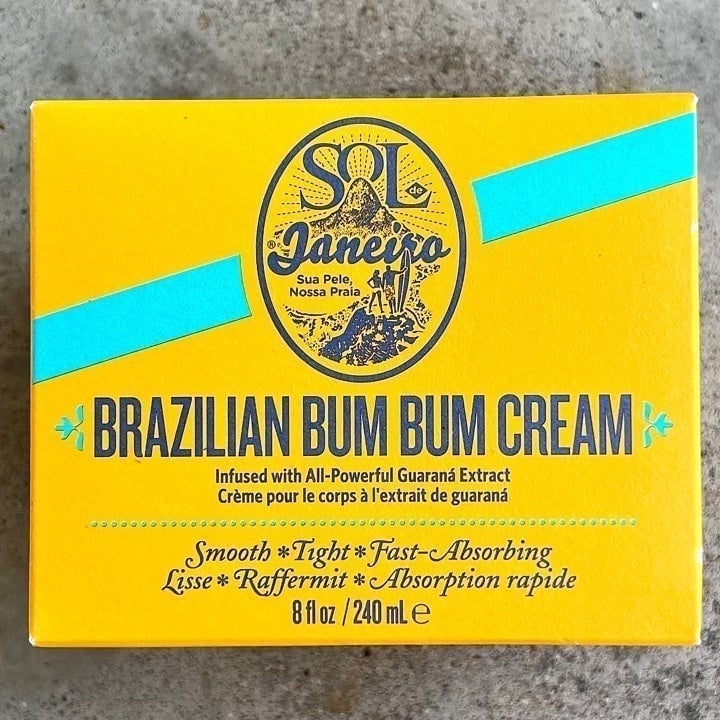 SOL de
® Janeiro
Sua Pele,
Nossa Praia
BRAZILIAN BUM BUM CREAM
Infused with All-Powerful Guaraná Extract
Crème pour le corps à l'extrait de guaraná
Smooth * Tight * Fast-Absorbing
Lisse * Raffermit * Absorption rapide
8 fl oz / 240 mL ℮